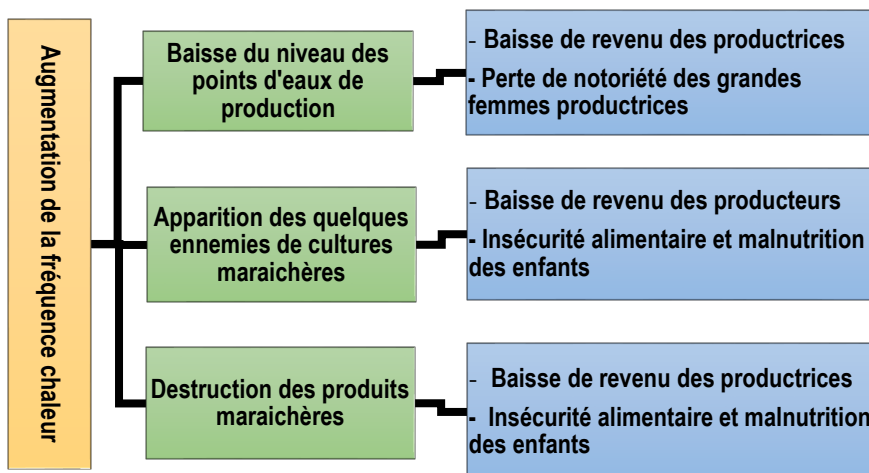 Augmentation de la fréquence chaleur
Baisse du niveau des
points d'eaux de
production
- Baisse de revenu des productrices
- Perte de notoriété des grandes
femmes productrices
Apparition des quelques
ennemies de cultures
maraichères
- Baisse de revenu des producteurs
- Insécurité alimentaire et malnutrition
des enfants
Destruction des produits
maraichères
- Baisse de revenu des productrices
- Insécurité alimentaire et malnutrition
des enfants